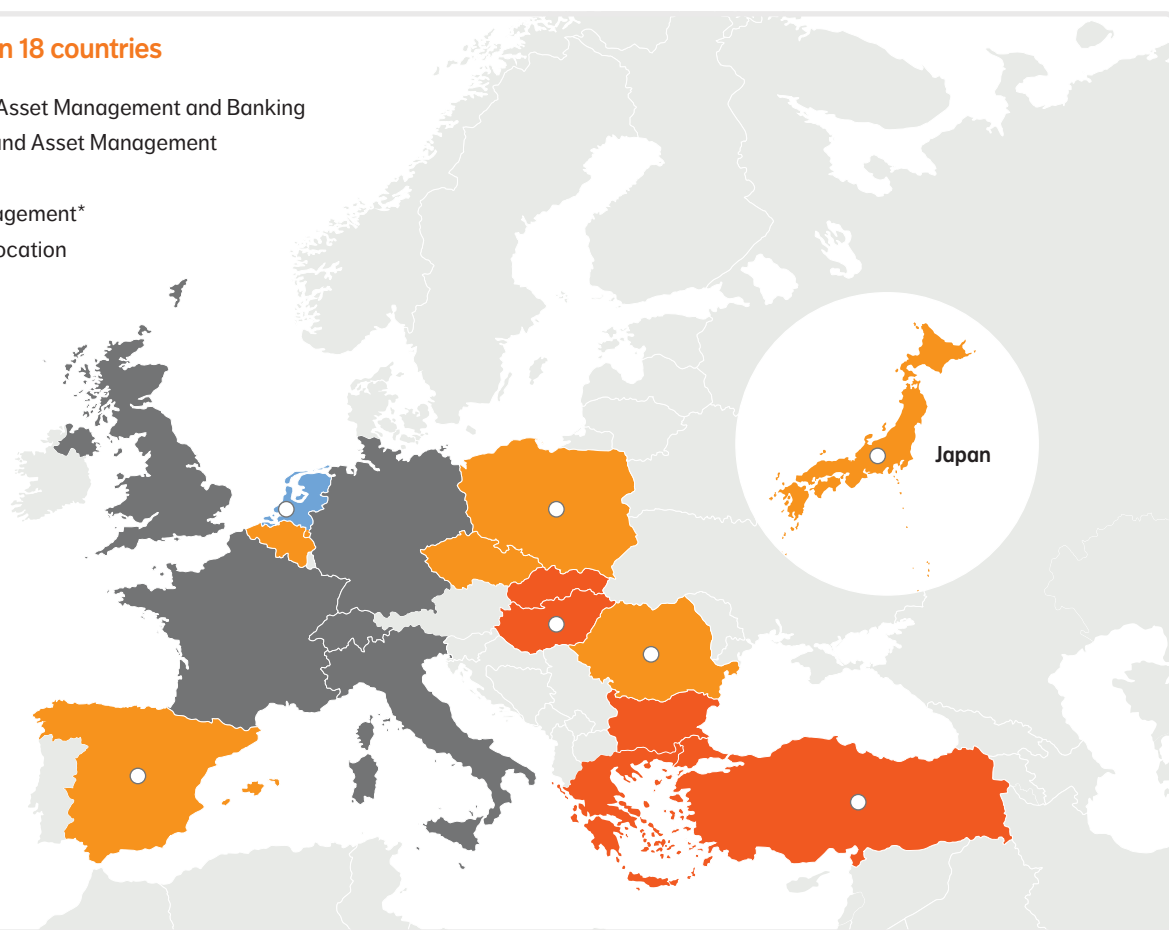 n 18 countries
Asset Management and Banking
nd Asset Management
agement*
ocation
Japan